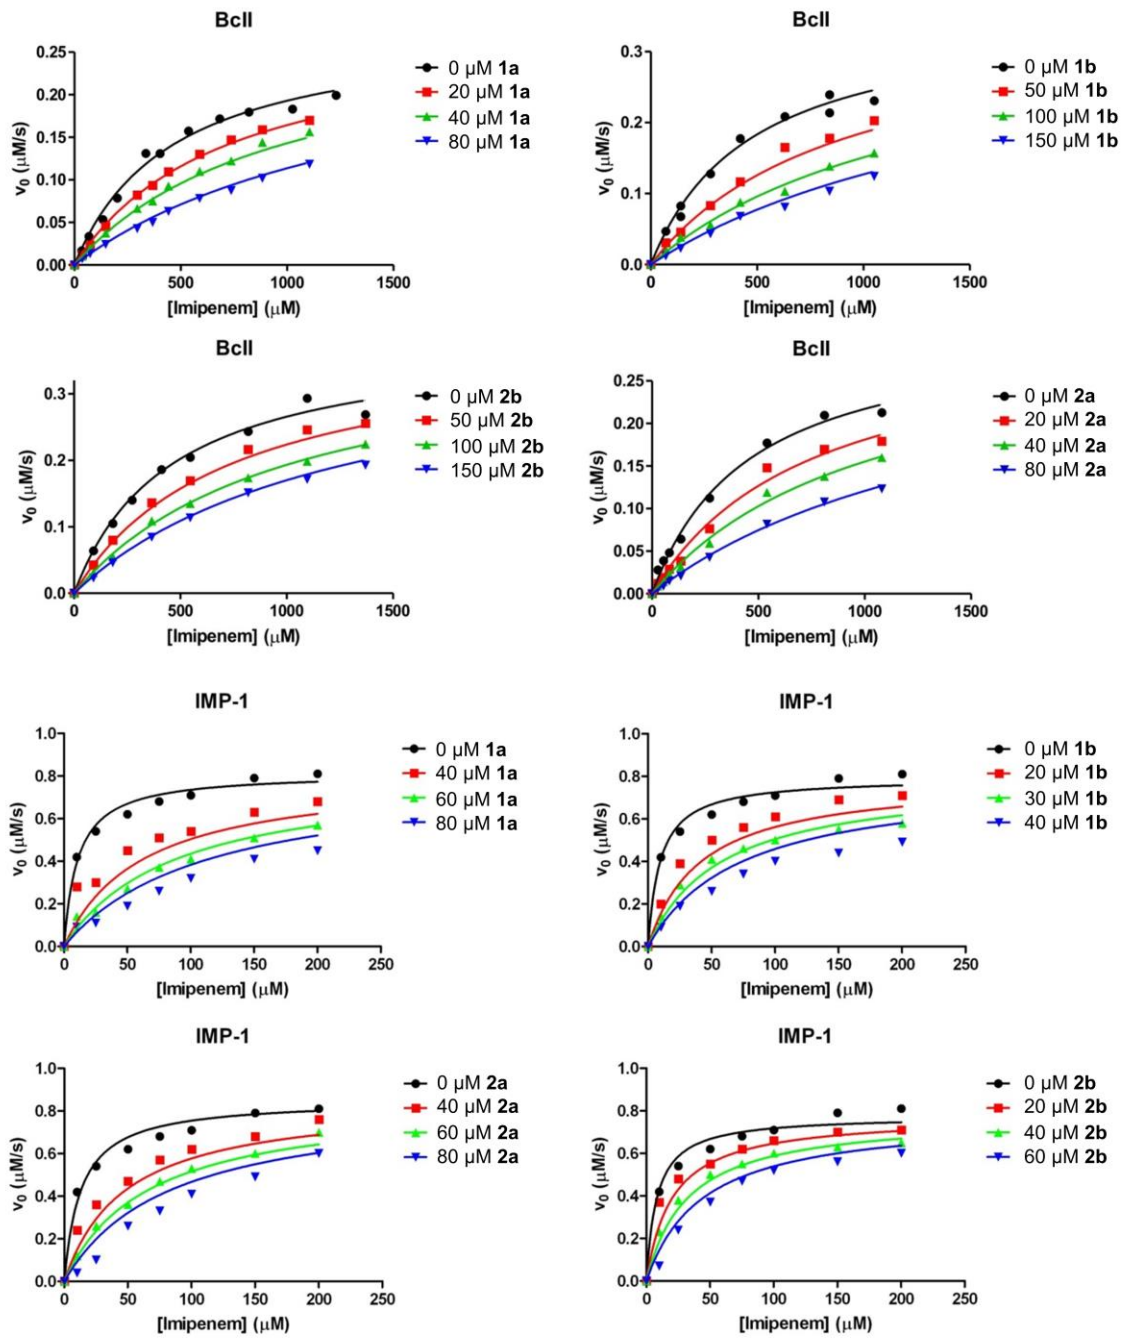 BcII
0.25
0.20
0.15
0.10
0.05
0.00
v0 (µM/s)
0 500 1000 1500
[Imipenem] (µM)
0 µM 1a
20 µM 1a
40 µM 1a
80 µM 1a
BcII
0.3
0.2
0.1
0.0
v0 (µM/s)
0 500 1000 1500
[Imipenem] (µM)
0 µM 1b
50 µM 1b
100 µM 1b
150 µM 1b
BcII
0.3
0.2
0.1
0.0
v0 (µM/s)
0 500 1000 1500
[Imipenem] (µM)
0 µM 2b
50 µM 2b
100 µM 2b
150 µM 2b
BcII
0.25
0.20
0.15
0.10
0.05
0.00
v0 (µM/s)
0 500 1000 1500
[Imipenem] (µM)
0 µM 2a
20 µM 2a
40 µM 2a
80 µM 2a
IMP-1
1.0
0.8
0.6
0.4
0.2
0.0
v0 (µM/s)
0 50 100 150 200 250
[Imipenem] (µM)
0 µM 1a
40 µM 1a
60 µM 1a
80 µM 1a
IMP-1
1.0
0.8
0.6
0.4
0.2
0.0
v0 (µM/s)
0 50 100 150 200 250
[Imipenem] (µM)
0 µM 1b
20 µM 1b
30 µM 1b
40 µM 1b
IMP-1
1.0
0.8
0.6
0.4
0.2
0.0
v0 (µM/s)
0 50 100 150 200 250
[Imipenem] (µM)
0 µM 2a
40 µM 2a
60 µM 2a
80 µM 2a
IMP-1
1.0
0.8
0.6
0.4
0.2
0.0
v0 (µM/s)
0 50 100 150 200 250
[Imipenem] (µM)
0 µM 2b
20 µM 2b
40 µM 2b
60 µM 2b